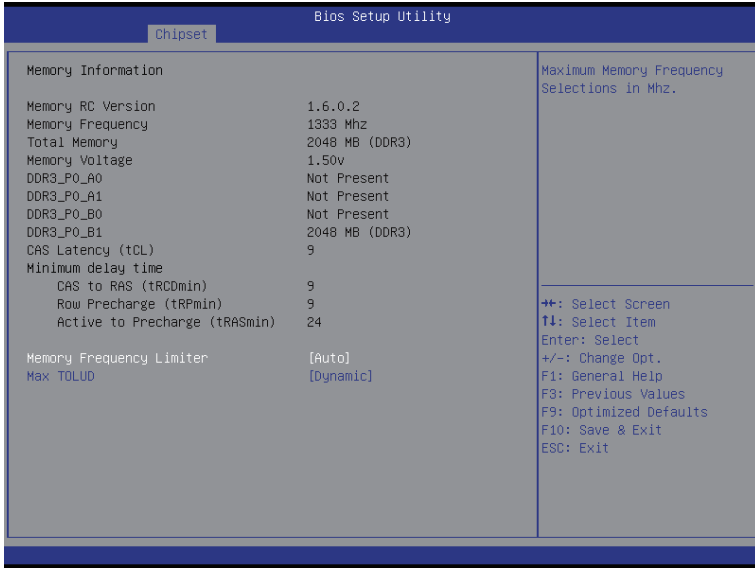 Bios Setup Utility
Chipset
Memory Information
Memory RC Version 1.6.0.2
Memory Frequency 1333 Mhz
Total Memory 2048 MB (DDR3)
Memory Voltage 1.50v
DDR3_P0_A0 Not Present
DDR3_P0_A1 Not Present
DDR3_P0_B0 Not Present
DDR3_P0_B1 2048 MB (DDR3)
CAS Latency (tCL) 9
Minimum delay time
CAS to RAS (tRCDmin) 9
Row Precharge (tRPmin) 9
Active to Precharge (tRASmin) 24
Memory Frequency Limiter [Auto]
Max TOLUD [Dynamic]
Maximum Memory Frequency
Selections in Mhz.
→←: Select Screen
↑↓: Select Item
Enter: Select
+/-: Change Opt.
F1: General Help
F3: Previous Values
F9: Optimized Defaults
F10: Save & Exit
ESC: Exit